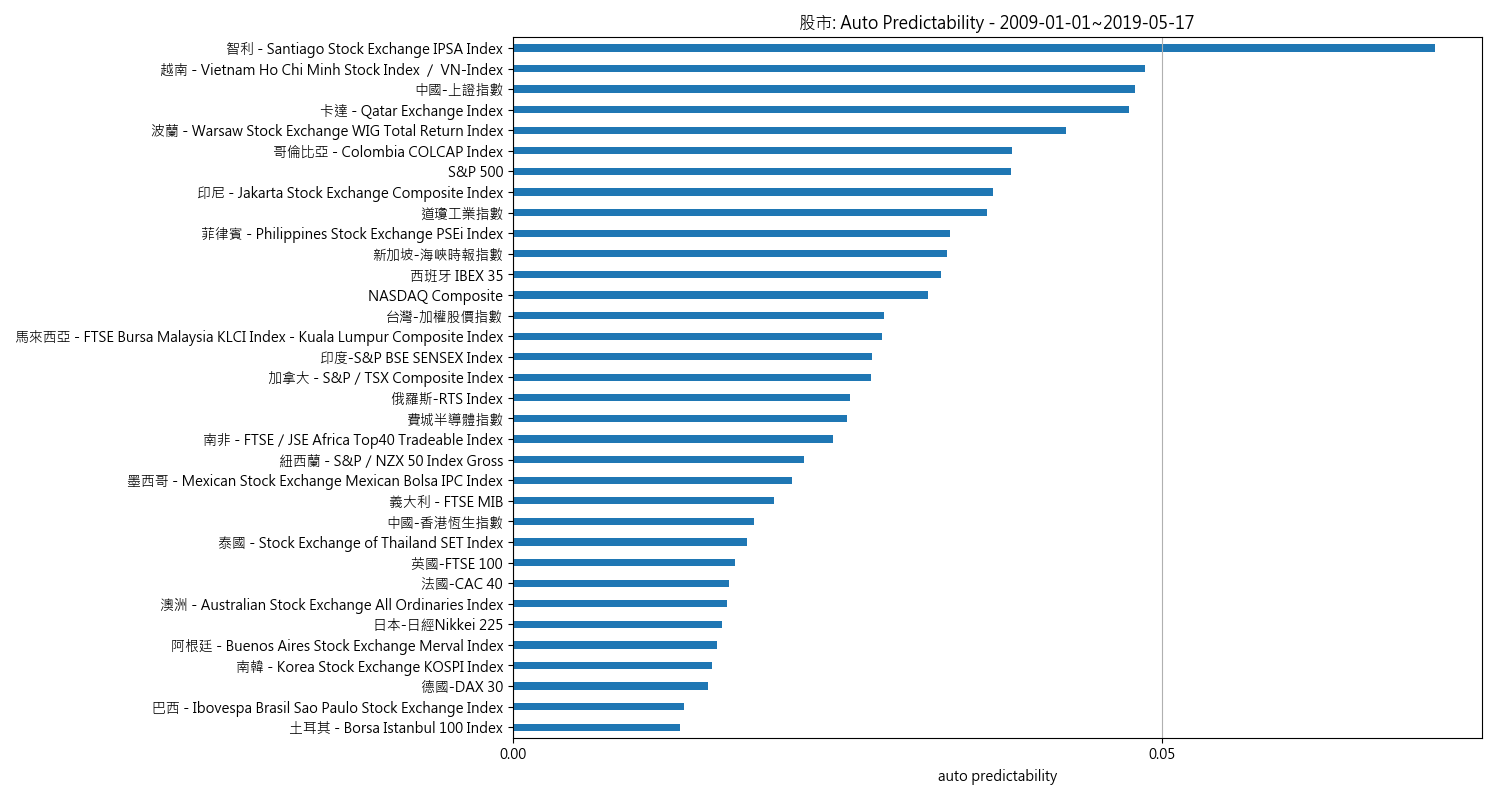 股市: Auto Predictability - 2009-01-01~2019-05-17
智利 - Santiago Stock Exchange IPSA Index
越南 - Vietnam Ho Chi Minh Stock Index / VN-Index
中國-上證指數
卡達 - Qatar Exchange Index
波蘭 - Warsaw Stock Exchange WIG Total Return Index
哥倫比亞 - Colombia COLCAP Index
S&P 500
印尼 - Jakarta Stock Exchange Composite Index
道瓊工業指數
菲律賓 - Philippines Stock Exchange PSEi Index
新加坡-海峽時報指數
西班牙 IBEX 35
NASDAQ Composite
台灣-加權股價指數
馬來西亞 - FTSE Bursa Malaysia KLCI Index - Kuala Lumpur Composite Index
印度-S&P BSE SENSEX Index
加拿大 - S&P / TSX Composite Index
俄羅斯-RTS Index
費城半導體指數
南非 - FTSE / JSE Africa Top40 Tradeable Index
紐西蘭 - S&P / NZX 50 Index Gross
墨西哥 - Mexican Stock Exchange Mexican Bolsa IPC Index
義大利 - FTSE MIB
中國-香港恆生指數
泰國 - Stock Exchange of Thailand SET Index
英國-FTSE 100
法國-CAC 40
澳洲 - Australian Stock Exchange All Ordinaries Index
日本-日經Nikkei 225
阿根廷 - Buenos Aires Stock Exchange Merval Index
南韓 - Korea Stock Exchange KOSPI Index
德國-DAX 30
巴西 - Ibovespa Brasil Sao Paulo Stock Exchange Index
土耳其 - Borsa Istanbul 100 Index
0.00 0.05
auto predictability